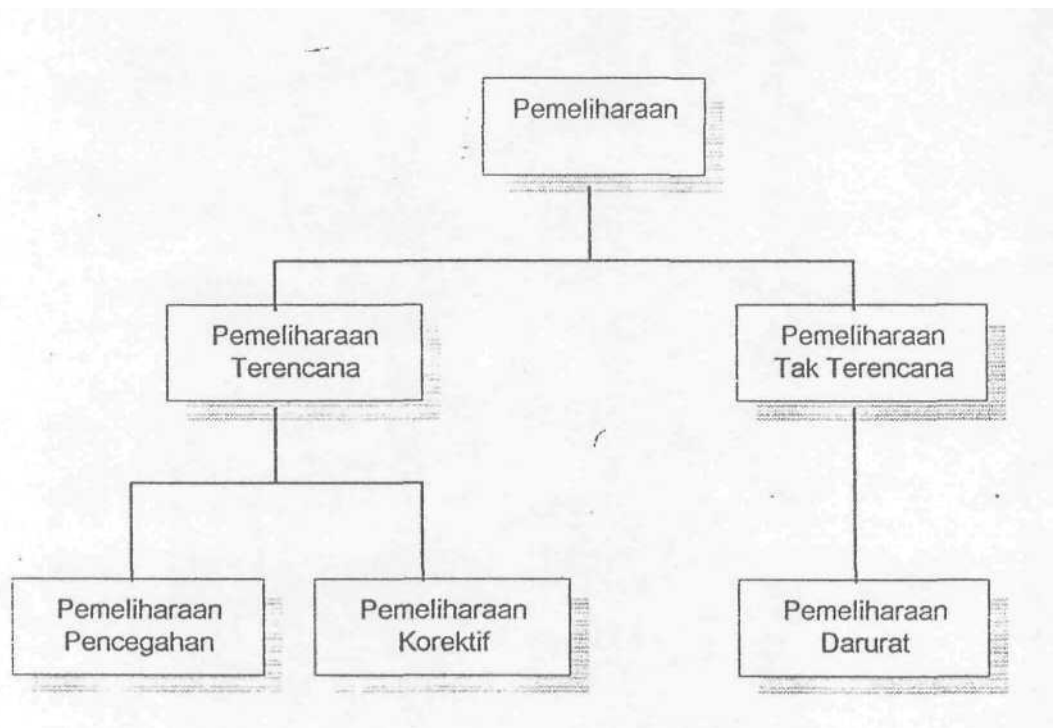 Pemeliharaan
Pemeliharaan
Terencana
Pemeliharaan
Tak Terencana
Pemeliharaan
Pencegahan
Pemeliharaan
Korektif
Pemeliharaan
Darurat